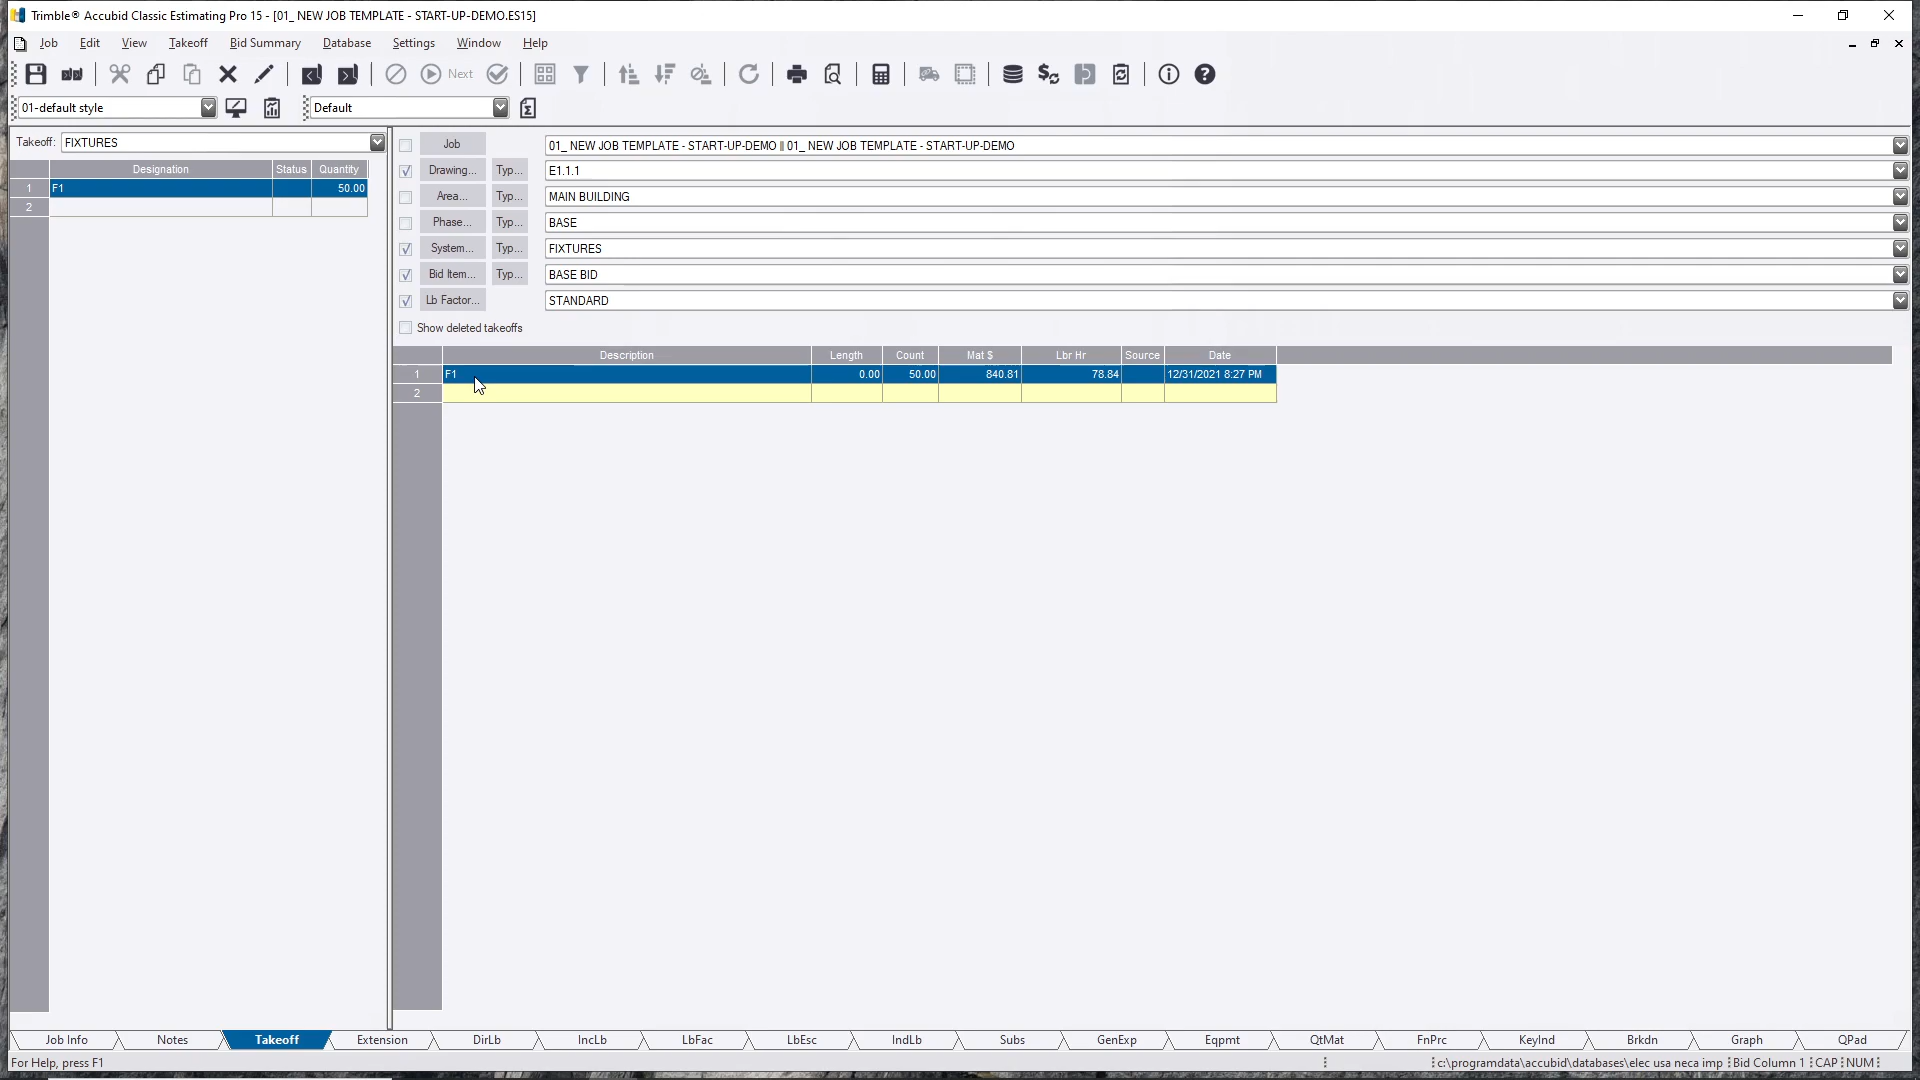 Trimble® Accubid Classic Estimating Pro 15 - [01_ NEW JOB TEMPLATE - START-UP-DEMO.ES15]
Job Edit View Takeoff Bid Summary Database Settings Window Help
Next
01-default style Default
Takeoff: FIXTURES
Designation Status Quantity
1 F1 50.00
2
Job 01_ NEW JOB TEMPLATE - START-UP-DEMO || 01_ NEW JOB TEMPLATE - START-UP-DEMO
Drawing... Typ... E1.1.1
Area... Typ... MAIN BUILDING
Phase... Typ... BASE
System... Typ... FIXTURES
Bid Item... Typ... BASE BID
Lb Factor... STANDARD
Show deleted takeoffs
Description Length Count Mat $ Lbr Hr Source Date
1 F1 0.00 50.00 840.81 78.84 12/31/2021 8:27 PM
2
Job Info Notes Takeoff Extension DirLb IncLb LbFac LbEsc IndLb Subs GenExp Eqpmt QtMat FnPrc KeyInd Brkdn Graph QPad
For Help, press F1 c:\programdata\accubid\databases\elec usa neca imp Bid Column 1 CAP NUM